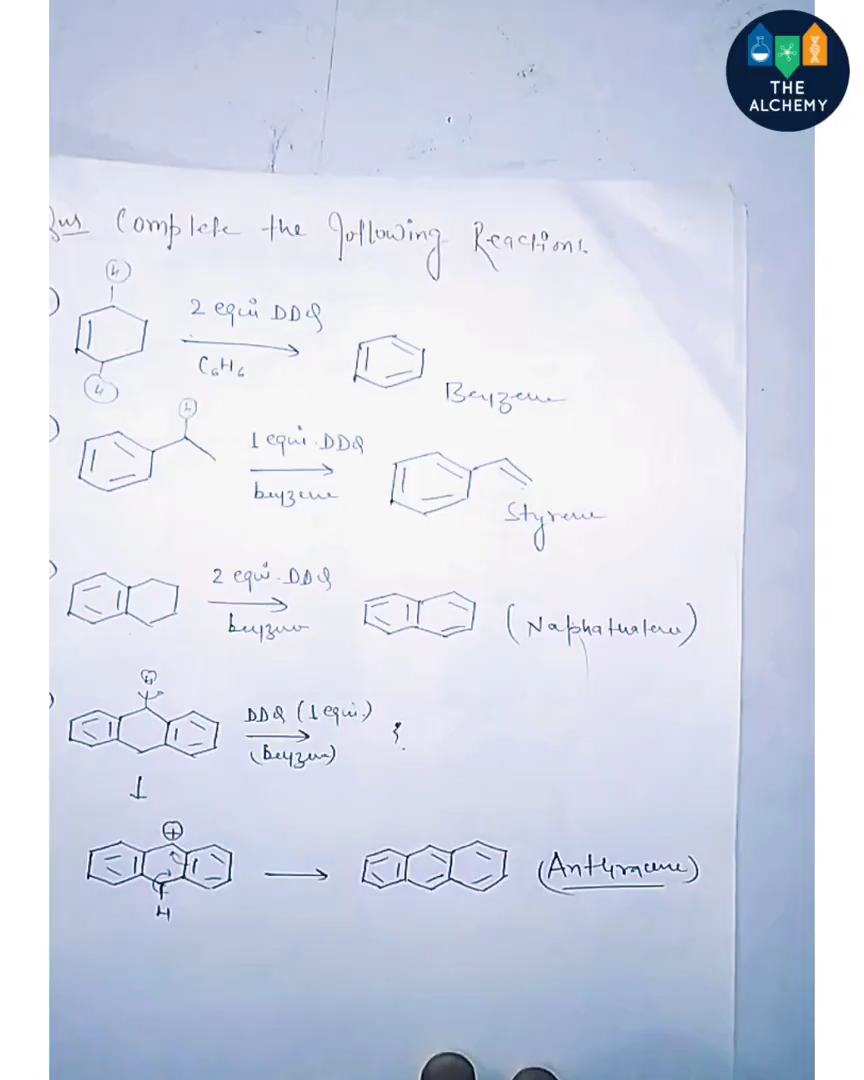 THE
ALCHEMY
Qus Complete the following Reactions.
H
2 equi DDQ
C6H6
H
Benzene
H
1 equi. DDQ
benzene
Styrene
2 equi. DDQ
benzene
(Naphathalene)
H
DDQ (1 equi.)
(benzene)
?
⊕
H
(Anthracene)